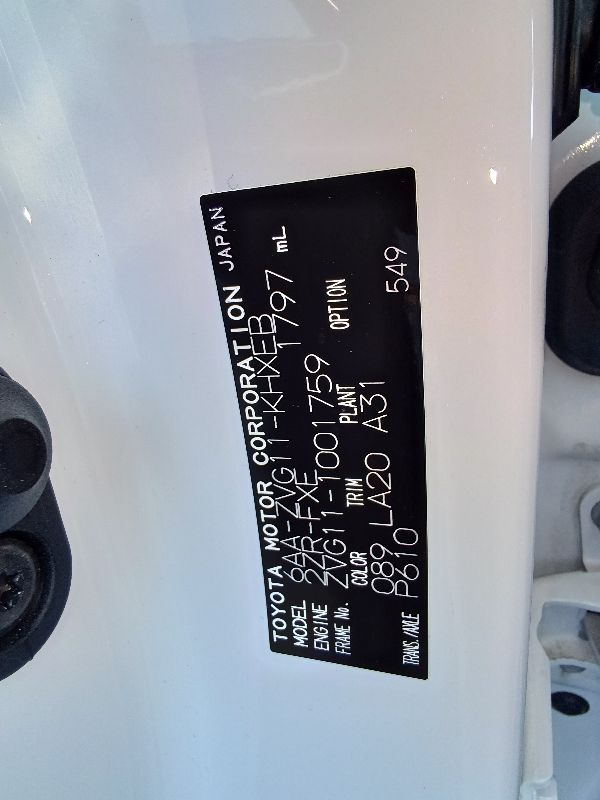 TOYOTA MOTOR CORPORATION JAPAN
MODEL 6AA-ZVG11-KHXEB
ENGINE 2ZR-FXE 1797 mL
FRAME No. ZVG11-1001759
COLOR TRIM PLANT OPTION
089 LA20 A31 549
TRANS./AXLE P610